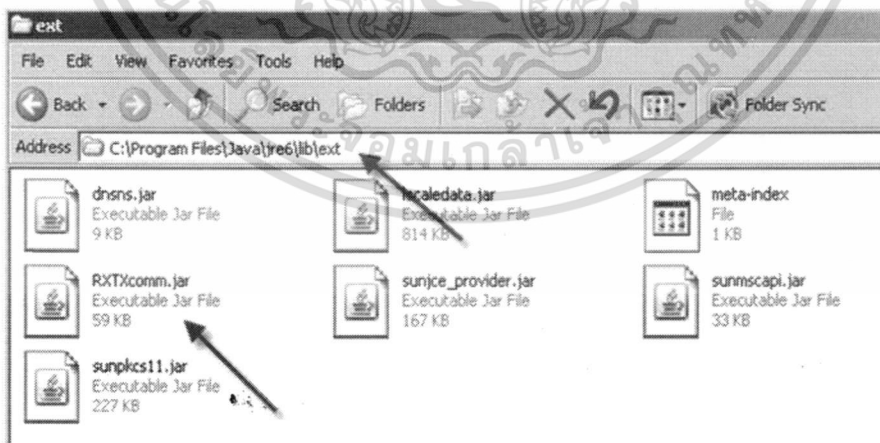 ext
File Edit View Favorites Tools Help
Back Search Folders Folder Sync
Address C:\Program Files\Java\jre6\lib\ext
dnsns.jar
Executable Jar File
9 KB
localedata.jar
Executable Jar File
814 KB
meta-index
File
1 KB
RXTXcomm.jar
Executable Jar File
59 KB
sunjce_provider.jar
Executable Jar File
167 KB
sunmscapi.jar
Executable Jar File
33 KB
sunpkcs11.jar
Executable Jar File
227 KB